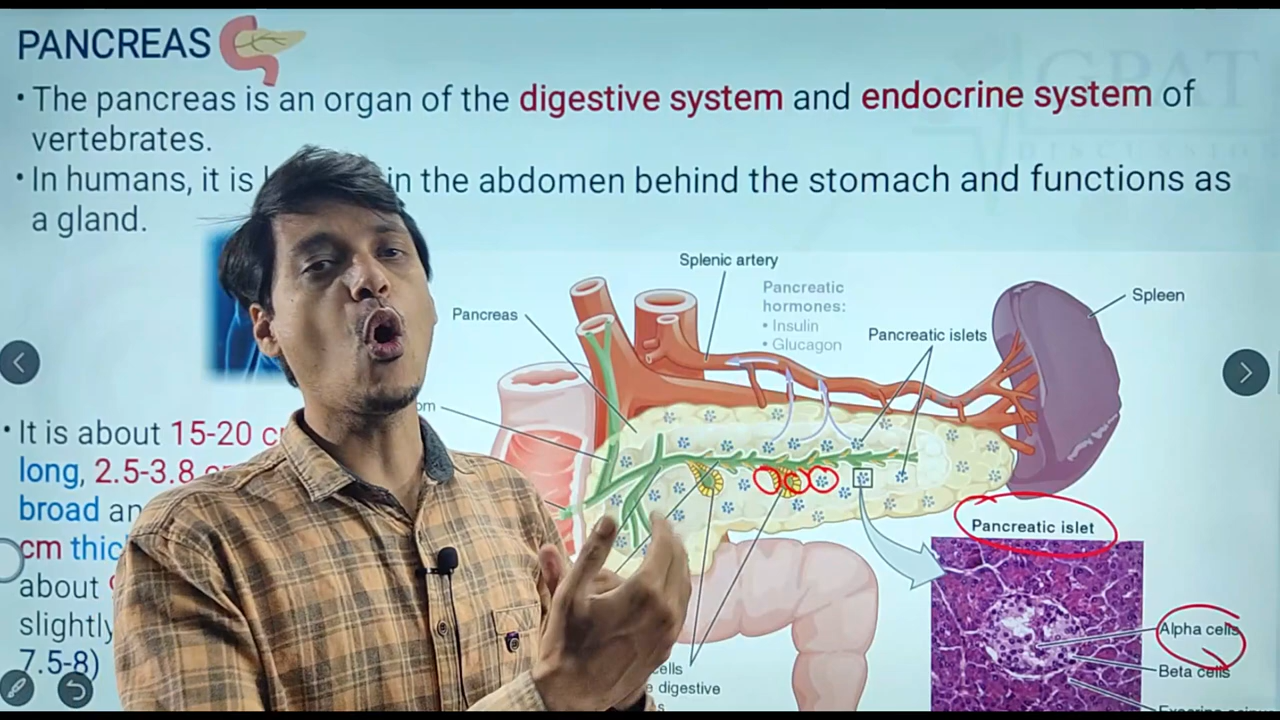 PANCREAS
• The pancreas is an organ of the digestive system and endocrine system of
vertebrates.
• In humans, it is in the abdomen behind the stomach and functions as
a gland.
GPAT
DISCUSSION
Splenic artery
Pancreatic
hormones:
• Insulin
• Glucagon
Spleen
Pancreas
Pancreatic islets
• It is about 15-20
long, 2.5-3.8
broad
cm
about
slightly
7.5-8)
Pancreatic islet
Alpha cells
Beta cells
digestive